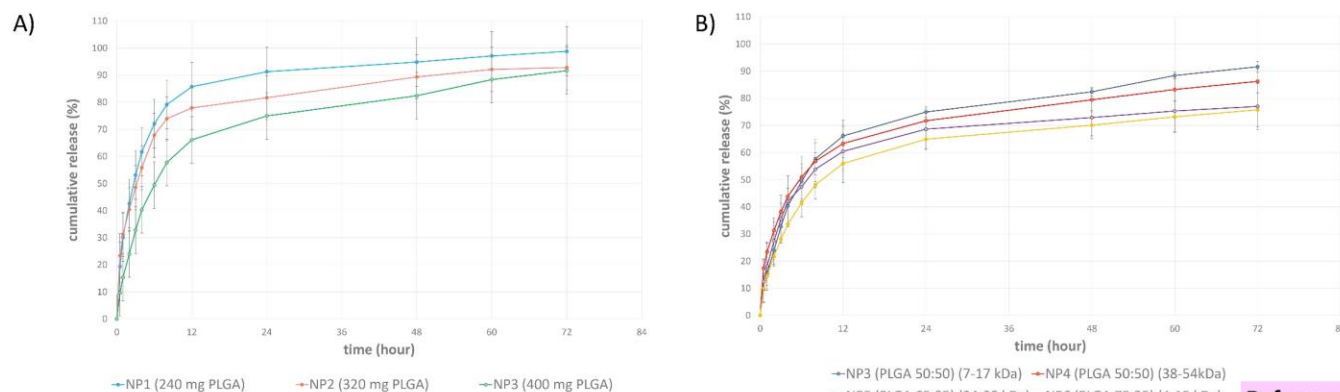 A)
cumulative release (%)
110
100
90
80
70
60
50
40
30
20
10
0
0 12 24 36 48 60 72 84
time (hour)
NP1 (240 mg PLGA) NP2 (320 mg PLGA) NP3 (400 mg PLGA)
B)
cumulative release (%)
110
100
90
80
70
60
50
40
30
20
10
0
0 12 24 36 48 60 72
time (hour)
NP3 (PLGA 50:50) (7-17 kDa) NP4 (PLGA 50:50) (38-54kDa)